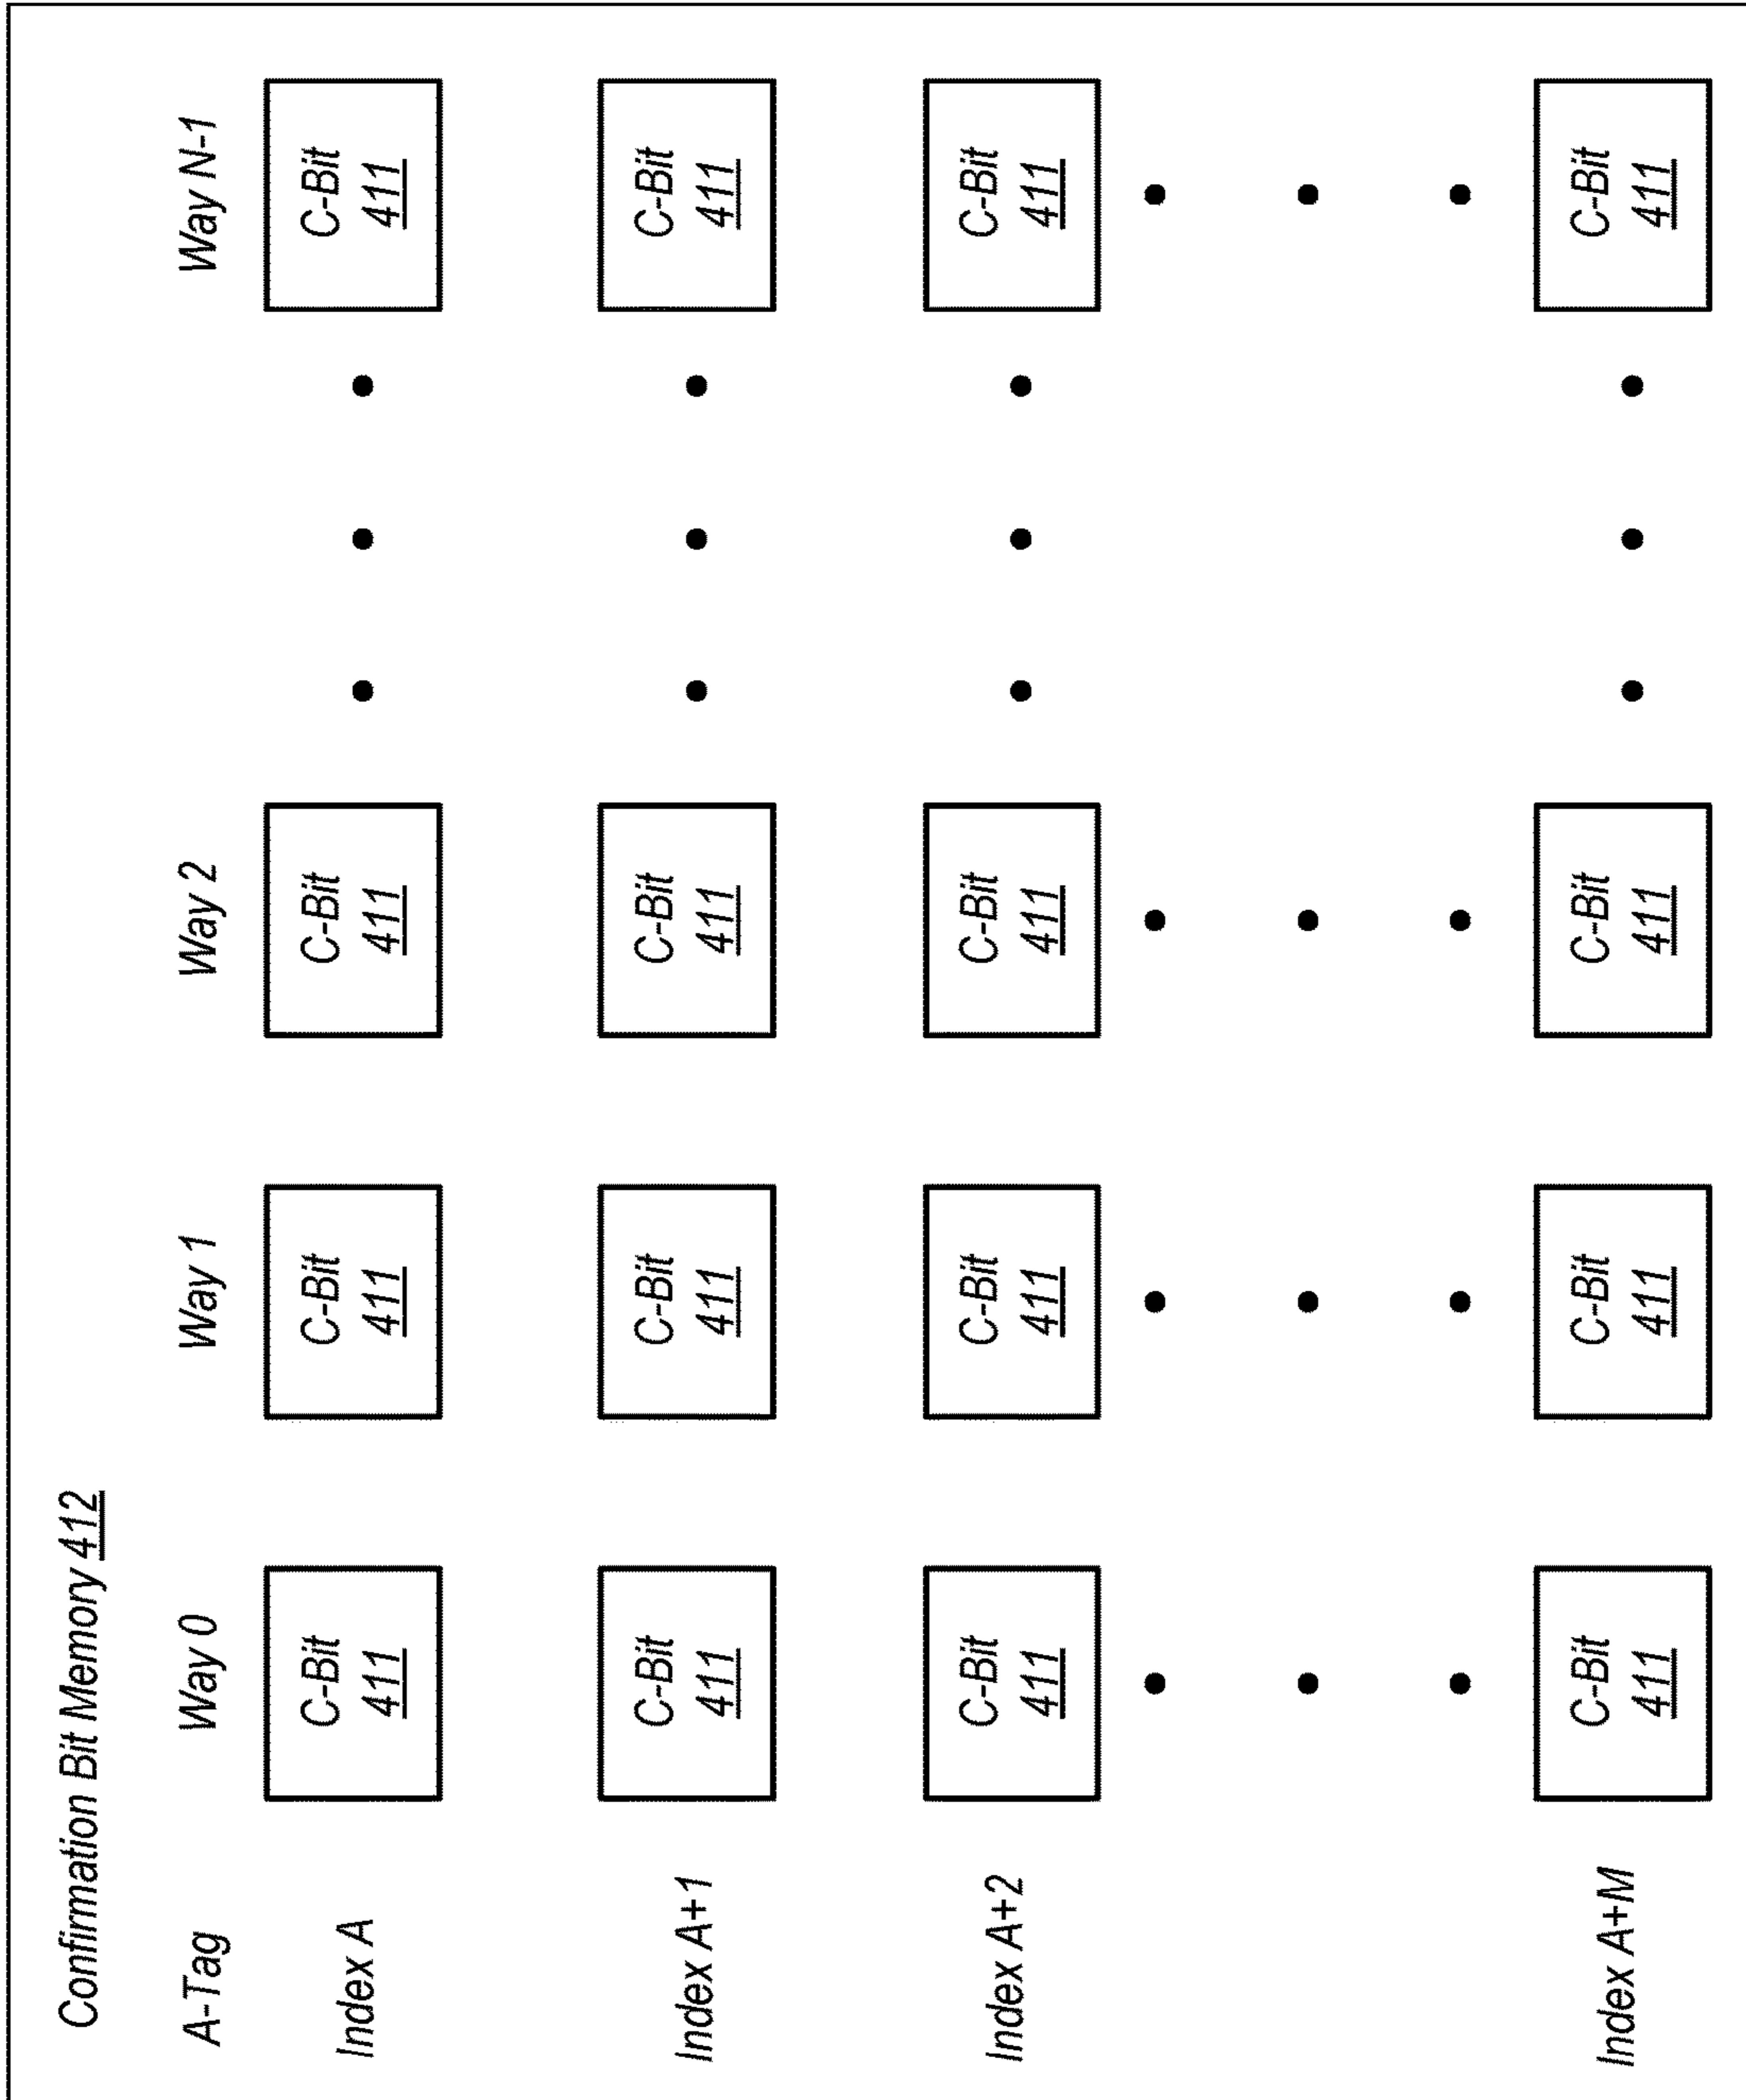 Confirmation Bit Memory 412
A-Tag Way 0 Way 1 Way 2 Way N-1
Index A C-Bit C-Bit C-Bit C-Bit
411 411 411 411
Index A+1 C-Bit C-Bit C-Bit C-Bit
411 411 411 411
Index A+2 C-Bit C-Bit C-Bit C-Bit
411 411 411 411
Index A+M C-Bit C-Bit C-Bit C-Bit
411 411 411 411